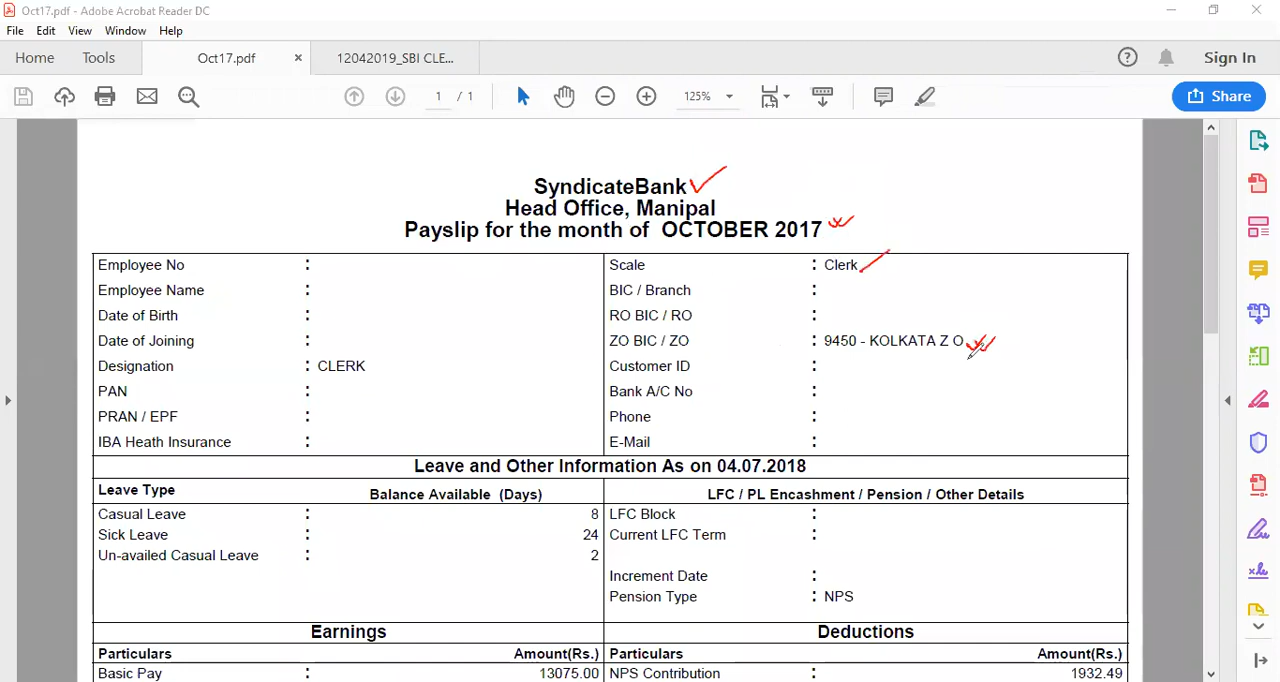 Oct17.pdf - Adobe Acrobat Reader DC
File Edit View Window Help
Home Tools Oct17.pdf × 12042019_SBI CLE... Sign In
1 / 1 125% Share
SyndicateBank
Head Office, Manipal
Payslip for the month of OCTOBER 2017
Employee No : Scale : Clerk
Employee Name : BIC / Branch :
Date of Birth : RO BIC / RO :
Date of Joining : ZO BIC / ZO : 9450 - KOLKATA Z O
Designation : CLERK Customer ID :
PAN : Bank A/C No :
PRAN / EPF : Phone :
IBA Heath Insurance : E-Mail :
Leave and Other Information As on 04.07.2018
Leave Type Balance Available (Days) LFC / PL Encashment / Pension / Other Details
Casual Leave : 8 LFC Block :
Sick Leave : 24 Current LFC Term :
Un-availed Casual Leave : 2
Increment Date :
Pension Type : NPS
Earnings Deductions
Particulars Amount(Rs.) Particulars Amount(Rs.)
Basic Pay : 13075.00 NPS Contribution : 1932.49